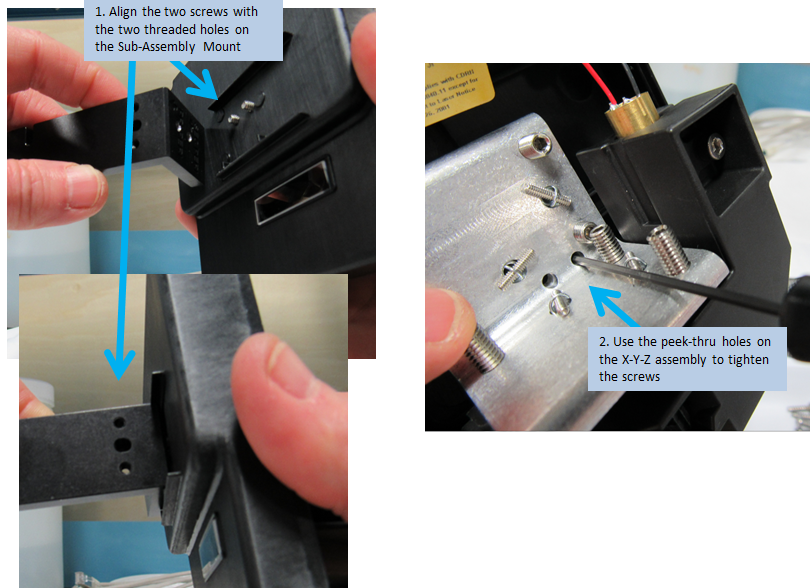 1. Align the two screws with
the two threaded holes on
the Sub-Assembly Mount
2. Use the peek-thru holes on
the X-Y-Z assembly to tighten
the screws